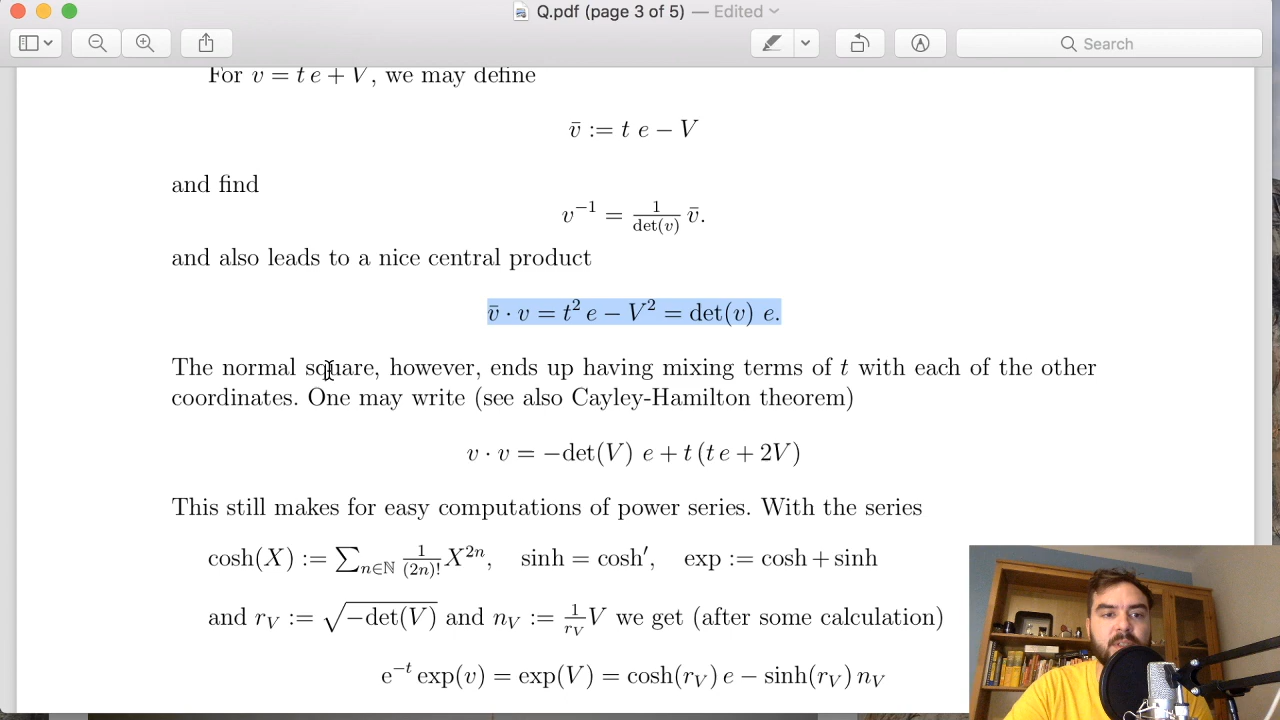 Q.pdf (page 3 of 5) — Edited
Search
For v = t e + V, we may define
v̄ := t e − V
and find
v⁻¹ = 1/det(v) v̄.
and also leads to a nice central product
v̄ · v = t² e − V² = det(v) e.
The normal square, however, ends up having mixing terms of t with each of the other
coordinates. One may write (see also Cayley-Hamilton theorem)
v · v = −det(V) e + t (t e + 2V)
This still makes for easy computations of power series. With the series
cosh(X) := ∑_{n∈ℕ} 1/(2n)! X²ⁿ, sinh = cosh′, exp := cosh + sinh
and r_V := √(−det(V)) and n_V := 1/r_V V we get (after some calculation)
e⁻ᵗ exp(v) = exp(V) = cosh(r_V) e − sinh(r_V) n_V